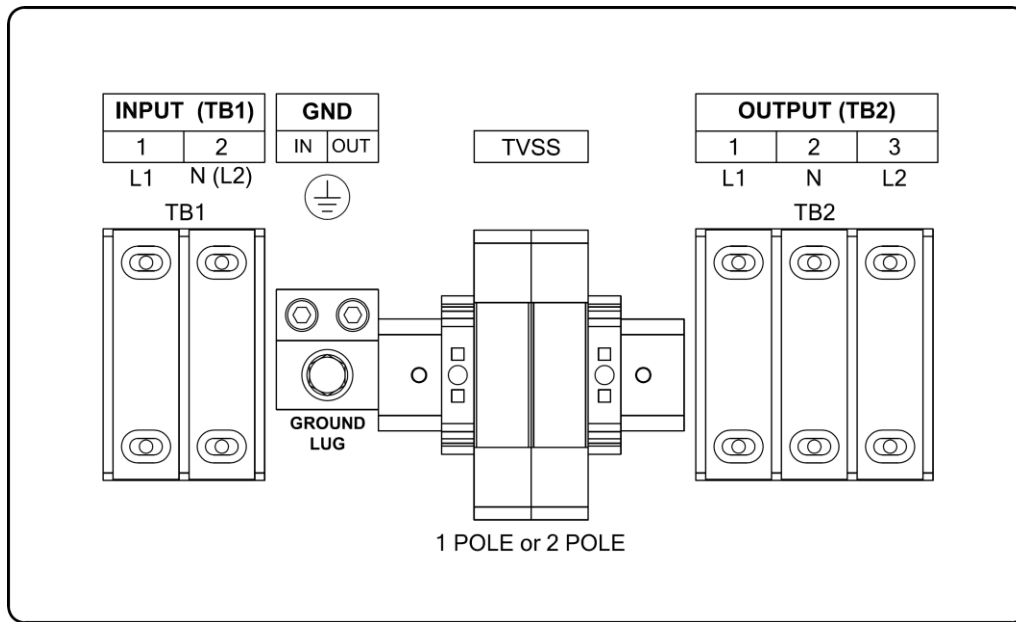 INPUT (TB1)
1 2
L1 N (L2)
TB1
GND
IN OUT
GROUND
LUG
TVSS
1 POLE or 2 POLE
OUTPUT (TB2)
1 2 3
L1 N L2
TB2